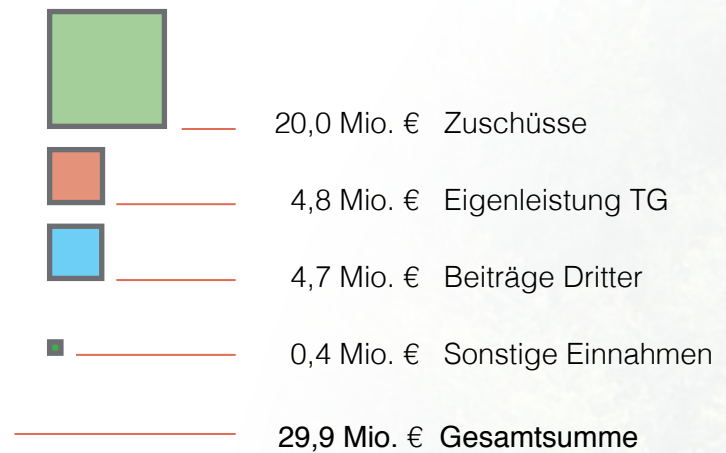 20,0 Mio. € Zuschüsse
4,8 Mio. € Eigenleistung TG
4,7 Mio. € Beiträge Dritter
0,4 Mio. € Sonstige Einnahmen
29,9 Mio. € Gesamtsumme